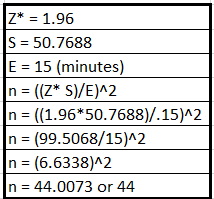 Z* = 1.96
S = 50.7688
E = 15 (minutes)
n = ((Z* S)/E)^2
n = ((1.96*50.7688)/.15)^2
n = (99.5068/15)^2
n = (6.6338)^2
n = 44.0073 or 44